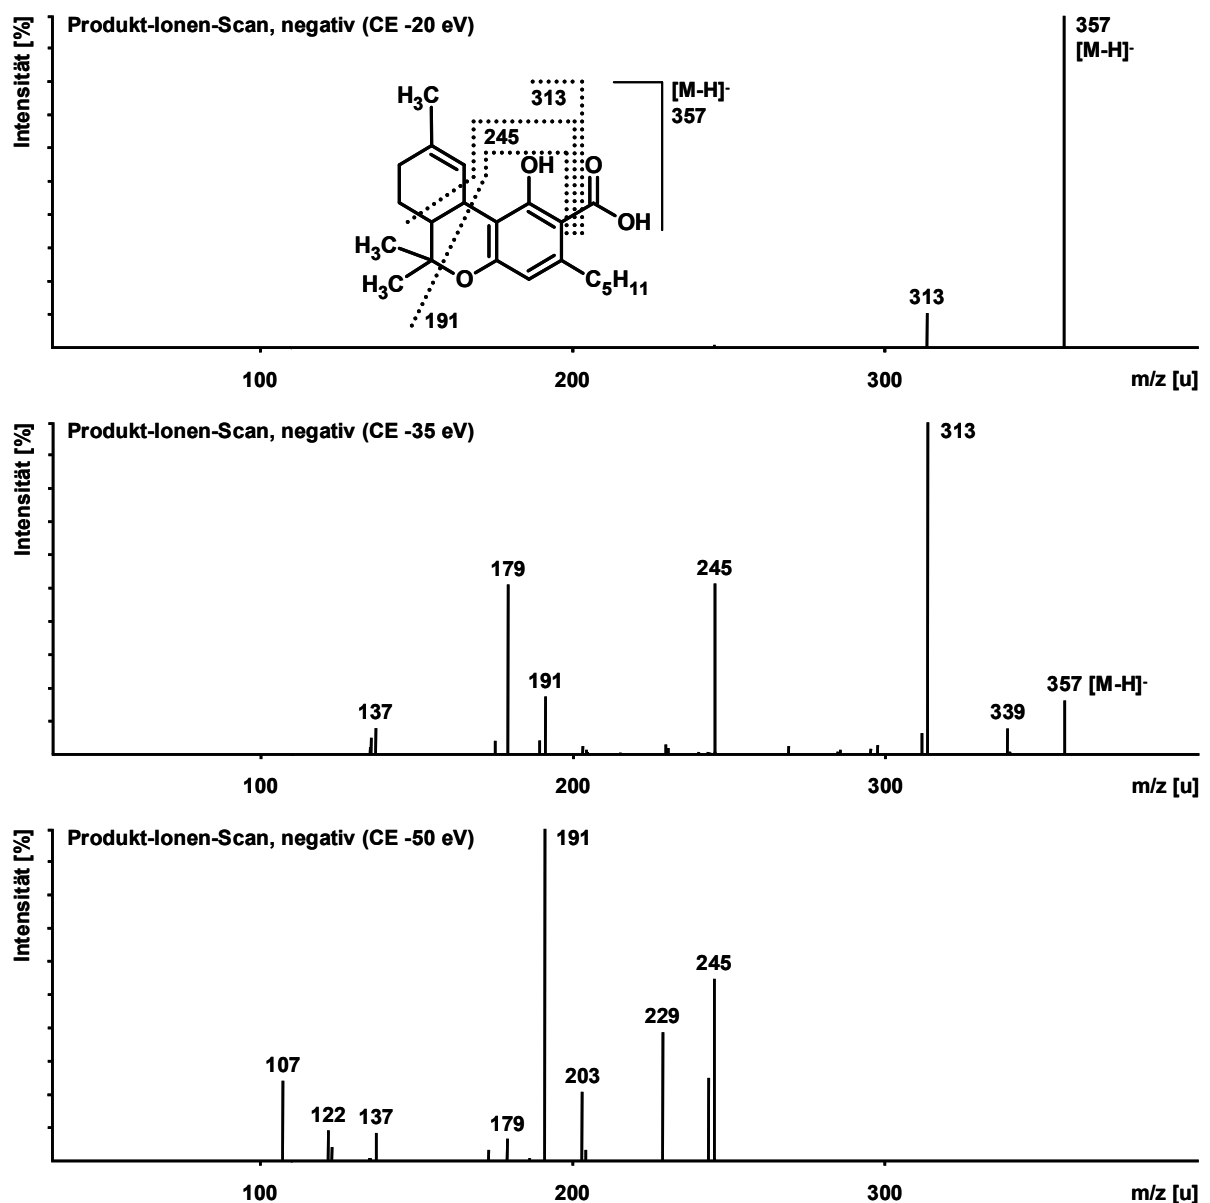 Intensität [%]
Produkt-Ionen-Scan, negativ (CE -20 eV)
357
[M-H]-
H3C
313
[M-H]-
357
245
OH
O
OH
H3C
H3C
O
C5H11
191
313
100
200
300
m/z [u]
Intensität [%]
Produkt-Ionen-Scan, negativ (CE -35 eV)
313
179
245
191
137
357 [M-H]-
339
100
200
300
m/z [u]
Intensität [%]
Produkt-Ionen-Scan, negativ (CE -50 eV)
191
245
229
107
203
122
137
179
100
200
300
m/z [u]